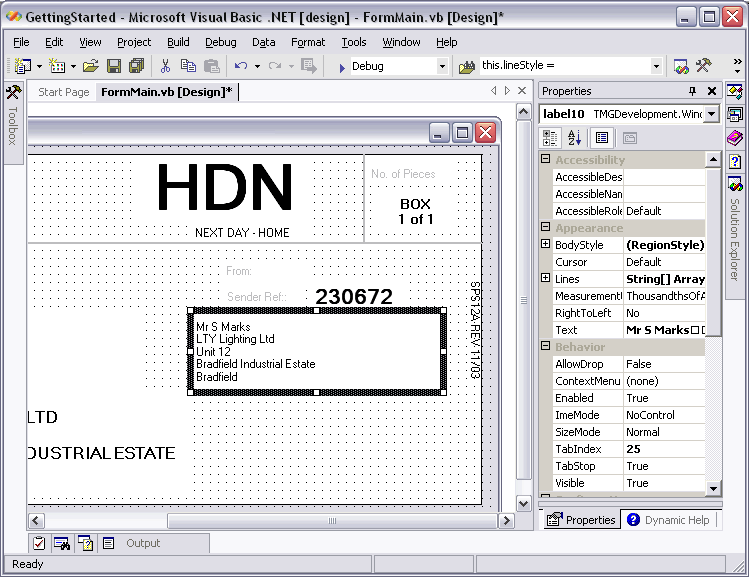 GettingStarted - Microsoft Visual Basic .NET [design] - FormMain.vb [Design]*
File Edit View Project Build Debug Data Format Tools Window Help
Debug this.lineStyle =
Toolbox
Start Page FormMain.vb [Design]*
HDN
NEXT DAY - HOME
No. of Pieces
BOX
1 of 1
From:
Sender Ref::
230672
SPS12A REV 11/03
Mr S Marks
LTY Lighting Ltd
Unit 12
Bradfield Industrial Estate
Bradfield
LTD
DUSTRIAL ESTATE
Properties
label10 TMGDevelopment.Wind
Accessibility
AccessibleDes
AccessibleNam
AccessibleRole Default
Appearance
BodyStyle (RegionStyle)
Cursor Default
Lines String[] Array
MeasurementU ThousandthsOfA
RightToLeft No
Text Mr S Marks
Behavior
AllowDrop False
ContextMenu (none)
Enabled True
ImeMode NoControl
SizeMode Normal
TabIndex 25
TabStop True
Visible True
Properties Dynamic Help
Solution Explorer
Output
Ready